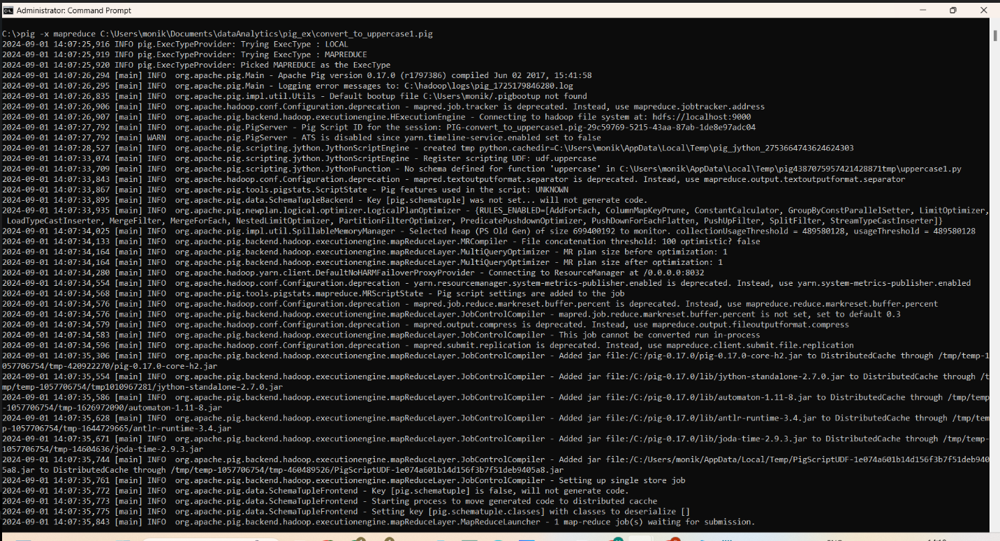 Administrator: Command Prompt
C:\>pig -x mapreduce C:\Users\monik\Documents\dataAnalytics\pig_ex\convert_to_uppercase1.pig
2024-09-01 14:07:25,916 INFO pig.ExecTypeProvider: Trying ExecType : LOCAL
2024-09-01 14:07:25,919 INFO pig.ExecTypeProvider: Trying ExecType : MAPREDUCE
2024-09-01 14:07:25,920 INFO pig.ExecTypeProvider: Picked MAPREDUCE as the ExecType
2024-09-01 14:07:26,294 [main] INFO  org.apache.pig.Main - Apache Pig version 0.17.0 (r1797386) compiled Jun 02 2017, 15:41:58
2024-09-01 14:07:26,295 [main] INFO  org.apache.pig.Main - Logging error messages to: C:\hadoop\logs\pig_1725179846280.log
2024-09-01 14:07:26,835 [main] INFO  org.apache.pig.impl.util.Utils - Default bootup file C:\Users\monik/.pigbootup not found
2024-09-01 14:07:26,906 [main] INFO  org.apache.hadoop.conf.Configuration.deprecation - mapred.job.tracker is deprecated. Instead, use mapreduce.jobtracker.address
2024-09-01 14:07:26,907 [main] INFO  org.apache.pig.backend.hadoop.executionengine.HExecutionEngine - Connecting to hadoop file system at: hdfs://localhost:9000
2024-09-01 14:07:27,792 [main] INFO  org.apache.pig.PigServer - Pig Script ID for the session: PIG-convert_to_uppercase1.pig-29c59769-5215-43aa-87ab-1de8e97adc04
2024-09-01 14:07:27,792 [main] WARN  org.apache.pig.PigServer - ATS is disabled since yarn.timeline-service.enabled set to false
2024-09-01 14:07:28,527 [main] INFO  org.apache.pig.scripting.jython.JythonScriptEngine - created tmp python.cachedir=C:\Users\monik\AppData\Local\Temp\pig_jython_2753664743624624303
2024-09-01 14:07:33,074 [main] INFO  org.apache.pig.scripting.jython.JythonScriptEngine - Register scripting UDF: udf.uppercase
2024-09-01 14:07:33,709 [main] INFO  org.apache.pig.scripting.jython.JythonFunction - No schema defined for function 'uppercase' in C:\Users\monik\AppData\Local\Temp\pig4387075957421428871tmp\uppercase1.py
2024-09-01 14:07:33,843 [main] INFO  org.apache.hadoop.conf.Configuration.deprecation - mapred.textoutputformat.separator is deprecated. Instead, use mapreduce.output.textoutputformat.separator
2024-09-01 14:07:33,867 [main] INFO  org.apache.pig.tools.pigstats.ScriptState - Pig features used in the script: UNKNOWN
2024-09-01 14:07:33,895 [main] INFO  org.apache.pig.data.SchemaTupleBackend - Key [pig.schematuple] was not set... will not generate code.
2024-09-01 14:07:33,935 [main] INFO  org.apache.pig.newplan.logical.optimizer.LogicalPlanOptimizer - {RULES_ENABLED=[AddForEach, ColumnMapKeyPrune, ConstantCalculator, GroupByConstParallelSetter, LimitOptimizer,
LoadTypeCastInserter, MergeFilter, MergeForEach, NestedLimitOptimizer, PartitionFilterOptimizer, PredicatePushdownOptimizer, PushDownForEachFlatten, PushUpFilter, SplitFilter, StreamTypeCastInserter]}
2024-09-01 14:07:34,025 [main] INFO  org.apache.pig.impl.util.SpillableMemoryManager - Selected heap (PS Old Gen) of size 699400192 to monitor. collectionUsageThreshold = 489580128, usageThreshold = 489580128
2024-09-01 14:07:34,133 [main] INFO  org.apache.pig.backend.hadoop.executionengine.mapReduceLayer.MRCompiler - File concatenation threshold: 100 optimistic? false
2024-09-01 14:07:34,164 [main] INFO  org.apache.pig.backend.hadoop.executionengine.mapReduceLayer.MultiQueryOptimizer - MR plan size before optimization: 1
2024-09-01 14:07:34,164 [main] INFO  org.apache.pig.backend.hadoop.executionengine.mapReduceLayer.MultiQueryOptimizer - MR plan size after optimization: 1
2024-09-01 14:07:34,280 [main] INFO  org.apache.hadoop.yarn.client.DefaultNoHARMFailoverProxyProvider - Connecting to ResourceManager at /0.0.0.0:8032
2024-09-01 14:07:34,554 [main] INFO  org.apache.hadoop.conf.Configuration.deprecation - yarn.resourcemanager.system-metrics-publisher.enabled is deprecated. Instead, use yarn.system-metrics-publisher.enabled
2024-09-01 14:07:34,568 [main] INFO  org.apache.pig.tools.pigstats.mapreduce.MRScriptState - Pig script settings are added to the job
2024-09-01 14:07:34,576 [main] INFO  org.apache.hadoop.conf.Configuration.deprecation - mapred.job.reduce.markreset.buffer.percent is deprecated. Instead, use mapreduce.reduce.markreset.buffer.percent
2024-09-01 14:07:34,576 [main] INFO  org.apache.pig.backend.hadoop.executionengine.mapReduceLayer.JobControlCompiler - mapred.job.reduce.markreset.buffer.percent is not set, set to default 0.3
2024-09-01 14:07:34,579 [main] INFO  org.apache.hadoop.conf.Configuration.deprecation - mapred.output.compress is deprecated. Instead, use mapreduce.output.fileoutputformat.compress
2024-09-01 14:07:34,583 [main] INFO  org.apache.pig.backend.hadoop.executionengine.mapReduceLayer.JobControlCompiler - This job cannot be converted run in-process
2024-09-01 14:07:34,596 [main] INFO  org.apache.hadoop.conf.Configuration.deprecation - mapred.submit.replication is deprecated. Instead, use mapreduce.client.submit.file.replication
2024-09-01 14:07:35,306 [main] INFO  org.apache.pig.backend.hadoop.executionengine.mapReduceLayer.JobControlCompiler - Added jar file:/C:/pig-0.17.0/pig-0.17.0-core-h2.jar to DistributedCache through /tmp/temp-1
057706754/tmp-420922270/pig-0.17.0-core-h2.jar
2024-09-01 14:07:35,554 [main] INFO  org.apache.pig.backend.hadoop.executionengine.mapReduceLayer.JobControlCompiler - Added jar file:/C:/pig-0.17.0/lib/jython-standalone-2.7.0.jar to DistributedCache through /t
mp/temp-1057706754/tmp1010967281/jython-standalone-2.7.0.jar
2024-09-01 14:07:35,586 [main] INFO  org.apache.pig.backend.hadoop.executionengine.mapReduceLayer.JobControlCompiler - Added jar file:/C:/pig-0.17.0/lib/automaton-1.11-8.jar to DistributedCache through /tmp/temp
-1057706754/tmp-1626972090/automaton-1.11-8.jar
2024-09-01 14:07:35,628 [main] INFO  org.apache.pig.backend.hadoop.executionengine.mapReduceLayer.JobControlCompiler - Added jar file:/C:/pig-0.17.0/lib/antlr-runtime-3.4.jar to DistributedCache through /tmp/tem
p-1057706754/tmp-1644729665/antlr-runtime-3.4.jar
2024-09-01 14:07:35,671 [main] INFO  org.apache.pig.backend.hadoop.executionengine.mapReduceLayer.JobControlCompiler - Added jar file:/C:/pig-0.17.0/lib/joda-time-2.9.3.jar to DistributedCache through /tmp/temp-
1057706754/tmp-14604636/joda-time-2.9.3.jar
2024-09-01 14:07:35,744 [main] INFO  org.apache.pig.backend.hadoop.executionengine.mapReduceLayer.JobControlCompiler - Added jar file:/C:/Users/monik/AppData/Local/Temp/PigScriptUDF-1e074a601b14d156f3b7f51deb940
5a8.jar to DistributedCache through /tmp/temp-1057706754/tmp-460489526/PigScriptUDF-1e074a601b14d156f3b7f51deb9405a8.jar
2024-09-01 14:07:35,761 [main] INFO  org.apache.pig.backend.hadoop.executionengine.mapReduceLayer.JobControlCompiler - Setting up single store job
2024-09-01 14:07:35,772 [main] INFO  org.apache.pig.data.SchemaTupleFrontend - Key [pig.schematuple] is false, will not generate code.
2024-09-01 14:07:35,773 [main] INFO  org.apache.pig.data.SchemaTupleFrontend - Starting process to move generated code to distributed cacche
2024-09-01 14:07:35,775 [main] INFO  org.apache.pig.data.SchemaTupleFrontend - Setting key [pig.schematuple.classes] with classes to deserialize []
2024-09-01 14:07:35,843 [main] INFO  org.apache.pig.backend.hadoop.executionengine.mapReduceLayer.MapReduceLauncher - 1 map-reduce job(s) waiting for submission.